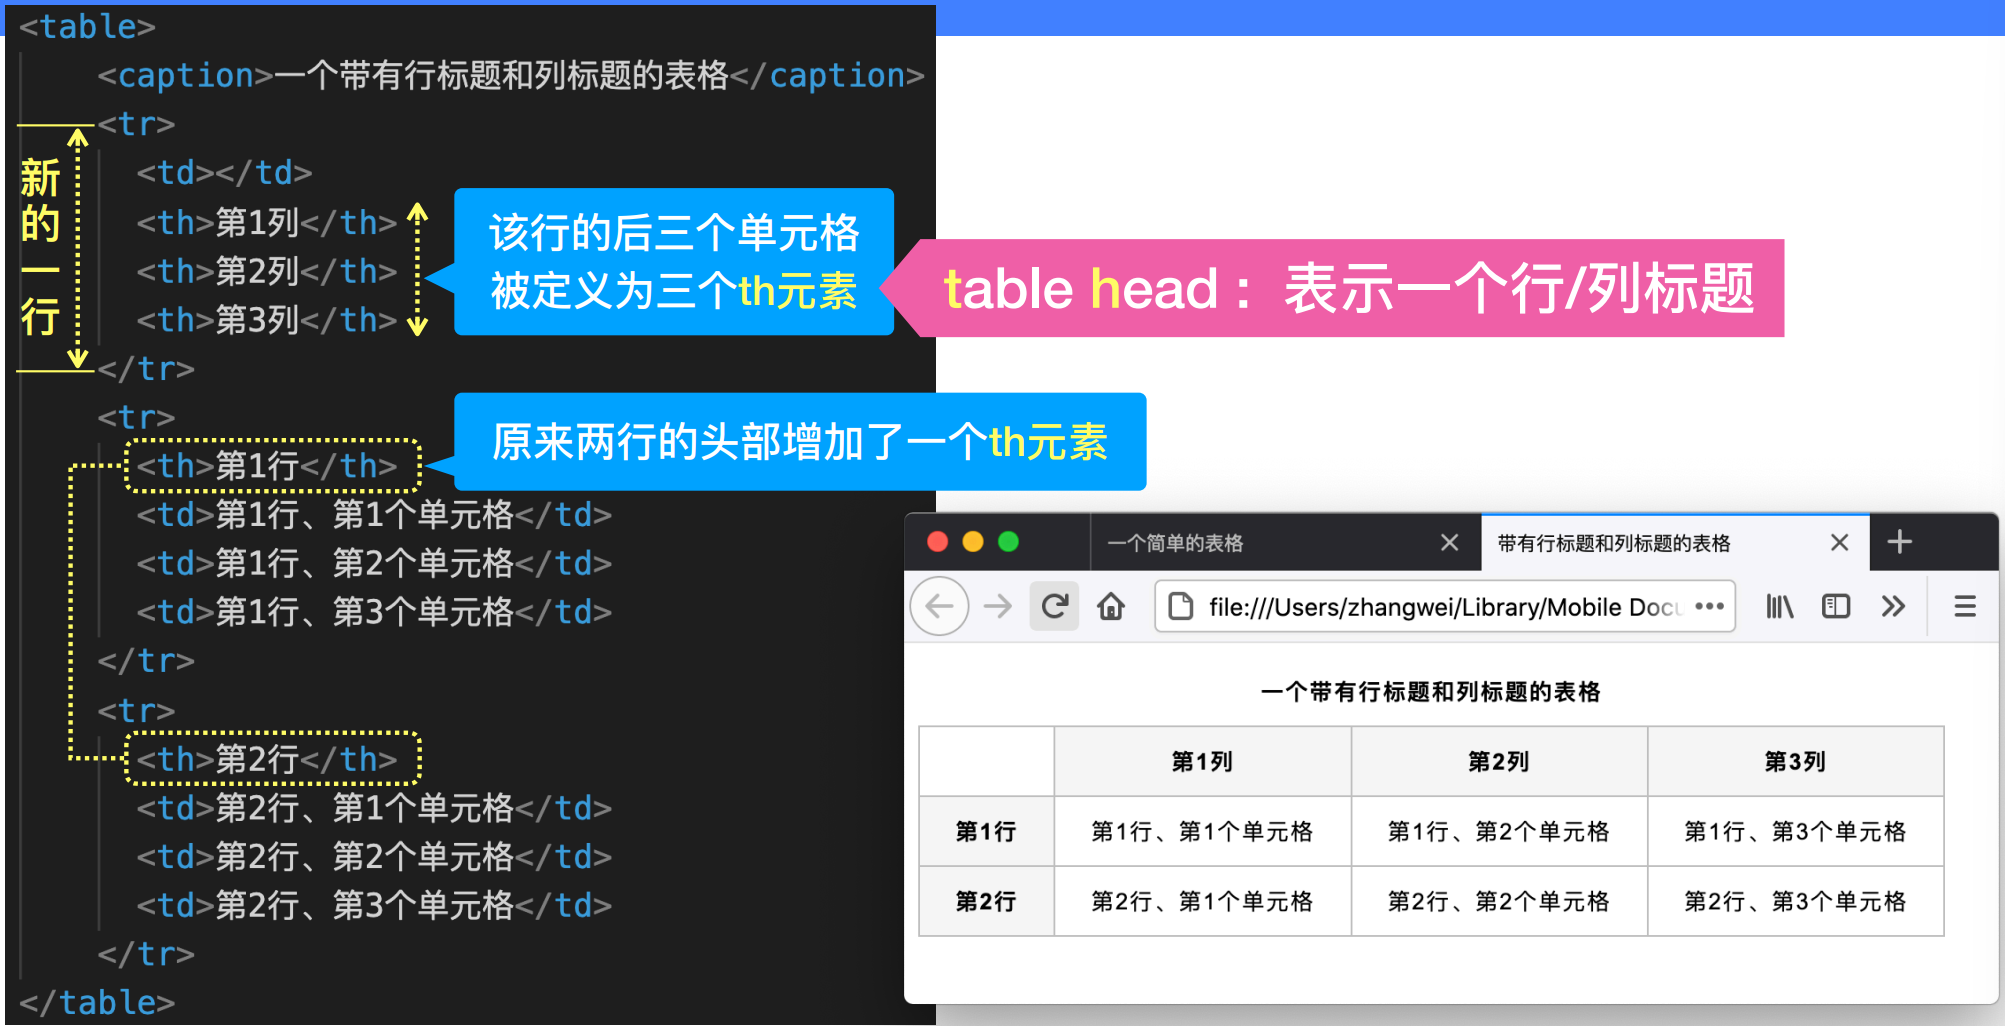 <table>
<caption>一个带有行标题和列标题的表格</caption>
<tr>
<td></td>
<th>第1列</th>
<th>第2列</th>
<th>第3列</th>
</tr>
新的一行
该行的后三个单元格
被定义为三个th元素
table head：表示一个行/列标题
<tr>
<th>第1行</th>
原来两行的头部增加了一个th元素
<td>第1行、第1个单元格</td>
<td>第1行、第2个单元格</td>
<td>第1行、第3个单元格</td>
</tr>
<tr>
<th>第2行</th>
<td>第2行、第1个单元格</td>
<td>第2行、第2个单元格</td>
<td>第2行、第3个单元格</td>
</tr>
</table>
一个简单的表格
带有行标题和列标题的表格
file:///Users/zhangwei/Library/Mobile Docu
一个带有行标题和列标题的表格
第1列 第2列 第3列
第1行 第1行、第1个单元格 第1行、第2个单元格 第1行、第3个单元格
第2行 第2行、第1个单元格 第2行、第2个单元格 第2行、第3个单元格